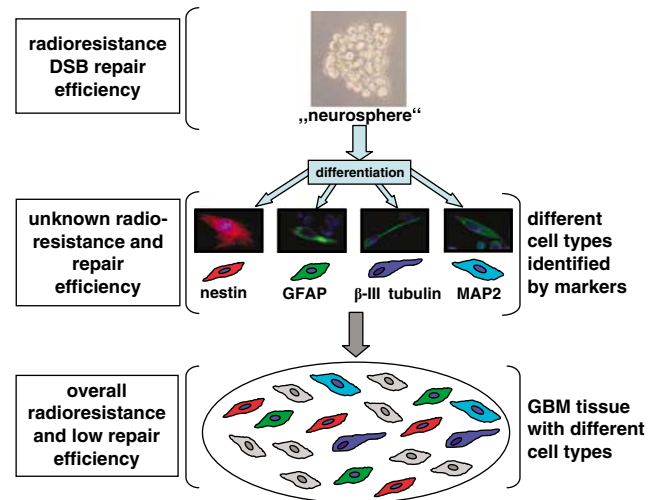 radioresistance
DSB repair
efficiency
„neurosphere“
differentiation
unknown radio-
resistance and
repair
efficiency
nestin
GFAP
β-III tubulin
MAP2
different
cell types
identified
by markers
overall
radioresistance
and low repair
efficiency
GBM tissue
with different
cell types